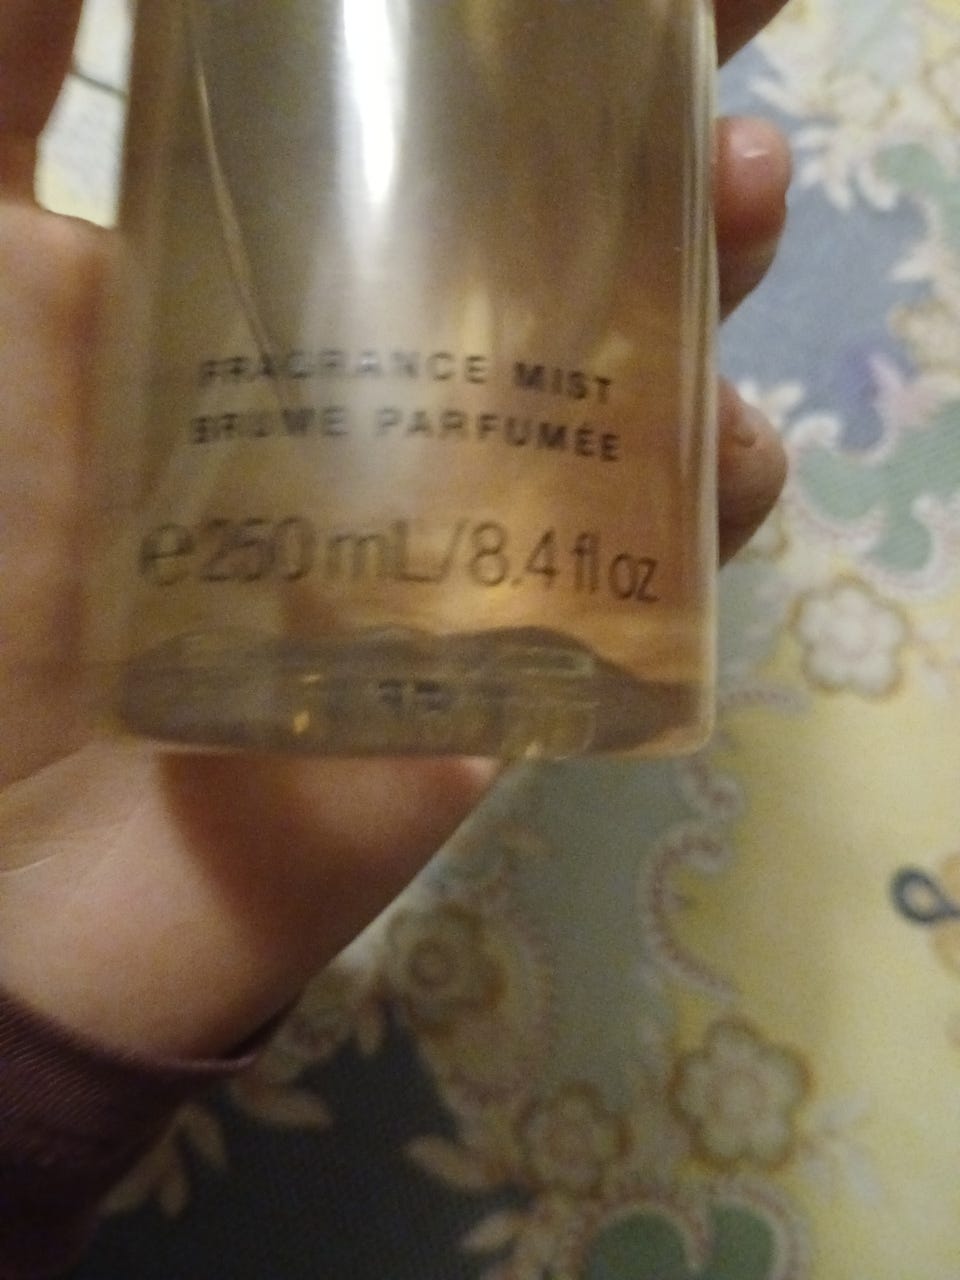 FRAGRANCE MIST
BRUME PARFUMÉE
e 250 mL/8.4 fl oz